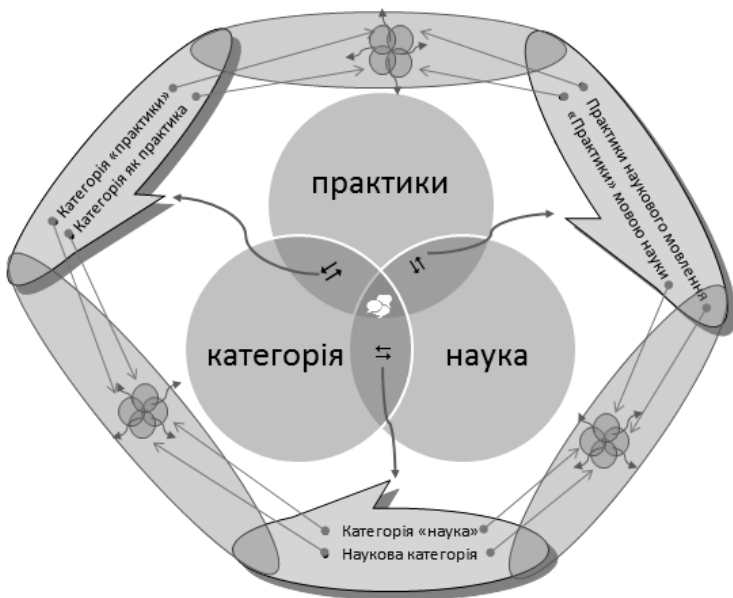 Категорія «практики»
Категорія як практика
Практики наукового мовлення
«Практики» мовою науки
практики
категорія
наука
Категорія «наука»
Наукова категорія